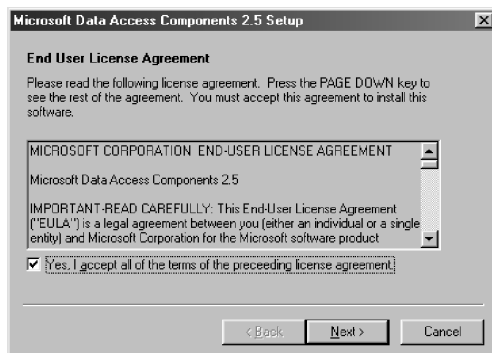 Microsoft Data Access Components 2.5 Setup
End User License Agreement
Please read the following license agreement. Press the PAGE DOWN key to
see the rest of the agreement. You must accept this agreement to install this
software.
MICROSOFT CORPORATION END-USER LICENSE AGREEMENT
Microsoft Data Access Components 2.5
IMPORTANT-READ CAREFULLY: This End-User License Agreement
("EULA") is a legal agreement between you (either an individual or a single
entity) and Microsoft Corporation for the Microsoft software product
Yes, I accept all of the terms of the preceeding license agreement.
< Back Next > Cancel